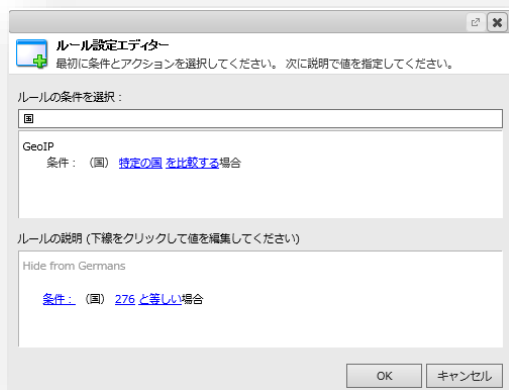 ルール設定エディター
最初に条件とアクションを選択してください。 次に説明で値を指定してください。
ルールの条件を選択：
国
GeoIP
条件： （国） 特定の国 を比較する場合
ルールの説明 (下線をクリックして値を編集してください)
Hide from Germans
条件： （国） 276 と等しい場合
OK
キャンセル